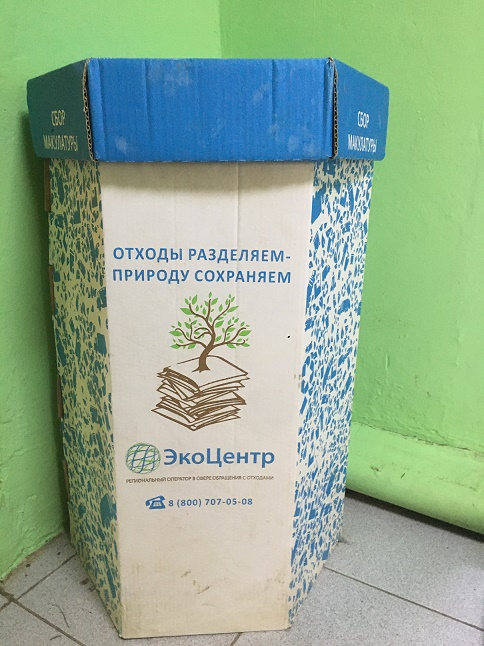 СБОР
МАКУЛАТУРЫ
СБОР
МАКУЛАТУРЫ
ОТХОДЫ РАЗДЕЛЯЕМ-
ПРИРОДУ СОХРАНЯЕМ
ЭкоЦентр
РЕГИОНАЛЬНЫЙ ОПЕРАТОР В СФЕРЕ ОБРАЩЕНИЯ С ОТХОДАМИ
8 (800) 707-05-08